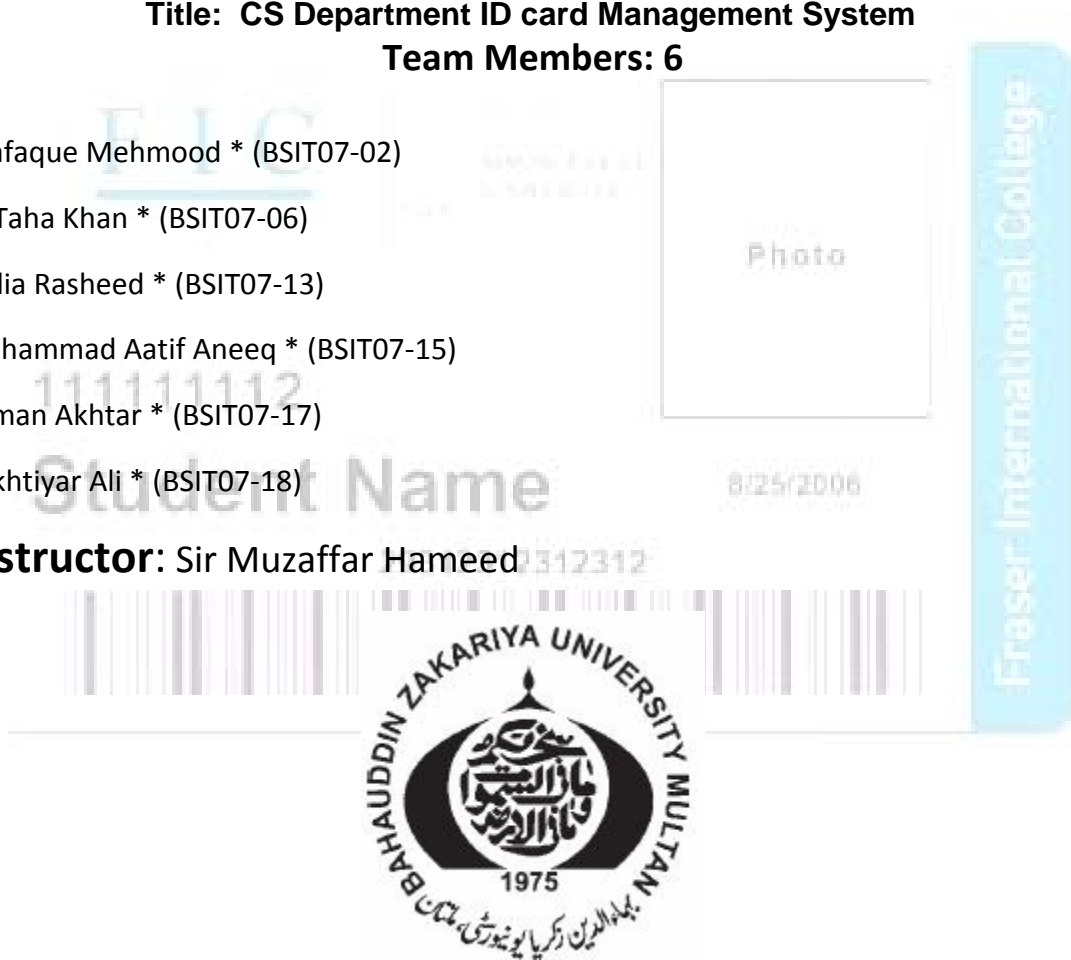 Title: CS Department ID card Management System
Team Members: 6
F I C
faque Mehmood * (BSIT07-02)
Taha Khan * (BSIT07-06)
Photo
lia Rasheed * (BSIT07-13)
hammad Aatif Aneeq * (BSIT07-15)
111111112
man Akhtar * (BSIT07-17)
khtiyar Ali * (BSIT07-18)
Student Name
8/25/2006
structor: Sir Muzaffar Hameed
2312312
Fraser International College
BAHAUDDIN ZAKARIYA UNIVERSITY MULTAN
1975
بہاءالدین زکریا یونیورسٹی، ملتان